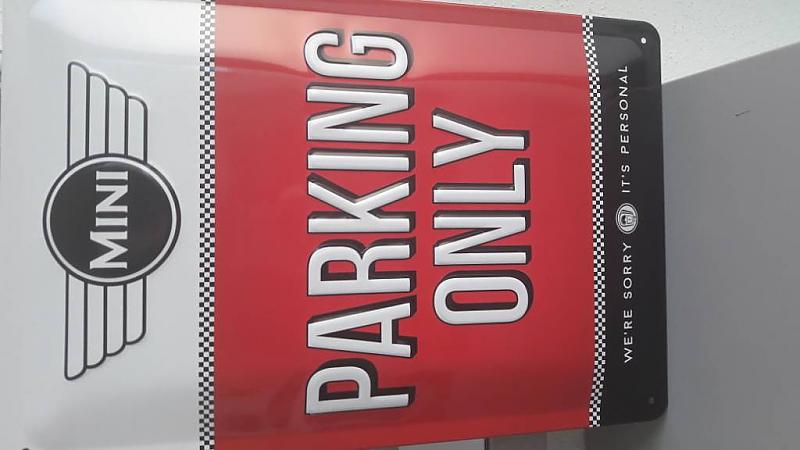 MINI
PARKING
ONLY
WE'RE SORRY IT'S PERSONAL